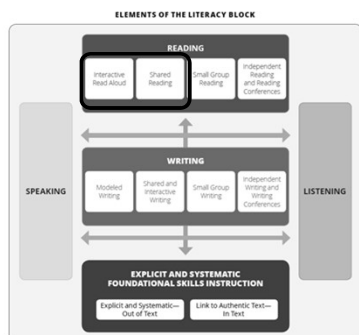 ELEMENTS OF THE LITERACY BLOCK
READING
Interactive
Read Aloud
Shared
Reading
Small Group
Reading
Independent
Reading
and Reading
Conferences
SPEAKING
LISTENING
WRITING
Modeled
Writing
Shared and
Interactive
Writing
Small Group
Writing
Independent
Writing and
Writing
Conferences
EXPLICIT AND SYSTEMATIC
FOUNDATIONAL SKILLS INSTRUCTION
Explicit and Systematic—
Out of Text
Link to Authentic Text—
In Text